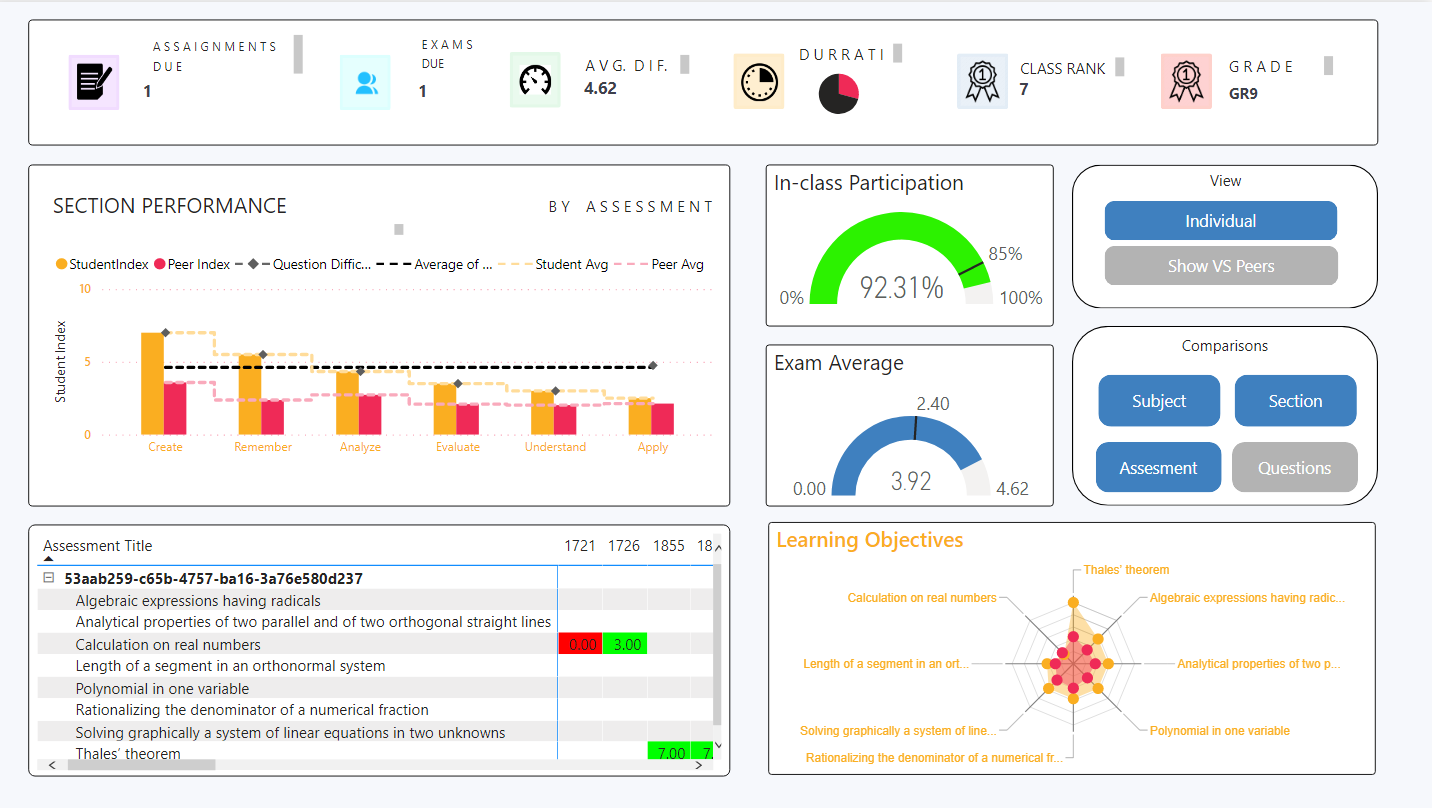 ASSAIGNMENTS
DUE
1
EXAMS
DUE
1
AVG. DIF.
4.62
DURRATI
CLASS RANK
7
GRADE
GR9
SECTION PERFORMANCE
BY ASSESSMENT
StudentIndex Peer Index Question Diffic... Average of ... Student Avg Peer Avg
Student Index
10
5
0
Create Remember Analyze Evaluate Understand Apply
In-class Participation
85%
92.31%
0% 100%
Exam Average
2.40
3.92
0.00 4.62
View
Individual
Show VS Peers
Comparisons
Subject Section
Assesment Questions
Assessment Title 1721 1726 1855 18
53aab259-c65b-4757-ba16-3a76e580d237
Algebraic expressions having radicals
Analytical properties of two parallel and of two orthogonal straight lines
Calculation on real numbers 0.00 3.00
Length of a segment in an orthonormal system
Polynomial in one variable
Rationalizing the denominator of a numerical fraction
Solving graphically a system of linear equations in two unknowns
Thales' theorem 7.00 7.
Learning Objectives
Thales' theorem
Calculation on real numbers Algebraic expressions having radic...
Length of a segment in an ort... Analytical properties of two p...
Solving graphically a system of line... Polynomial in one variable
Rationalizing the denominator of a numerical fr...